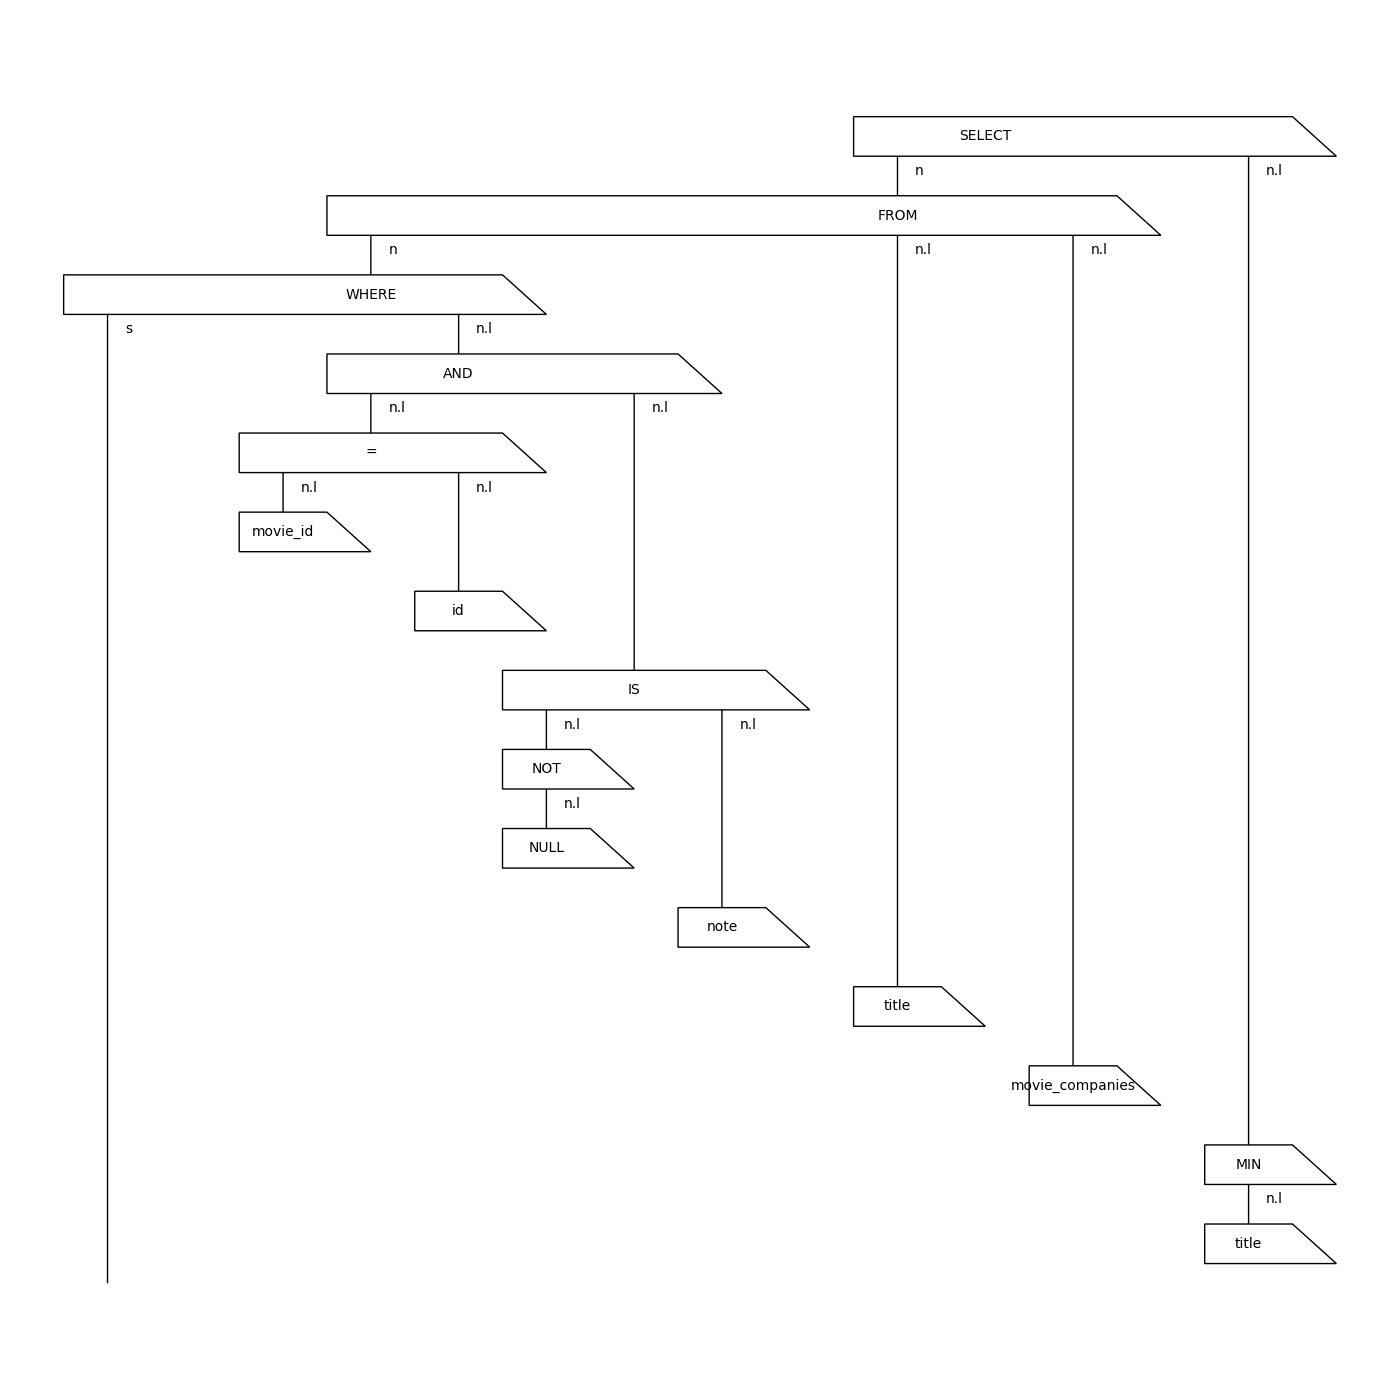 SELECT
n n.l
FROM
n n.l n.l
WHERE
s n.l
AND
n.l n.l
=
n.l n.l
movie_id
id
IS
n.l n.l
NOT
n.l
NULL
note
title
movie_companies
MIN
n.l
title